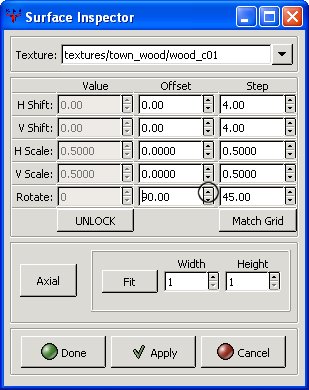 Surface Inspector
Texture: textures/town_wood/wood_c01
Value Offset Step
H Shift: 0.00 0.00 4.00
V Shift: 0.00 0.00 4.00
H Scale: 0.5000 0.0000 0.5000
V Scale: 0.5000 0.0000 0.5000
Rotate: 0 90.00 45.00
UNLOCK Match Grid
Width Height
Axial Fit 1 1
Done Apply Cancel